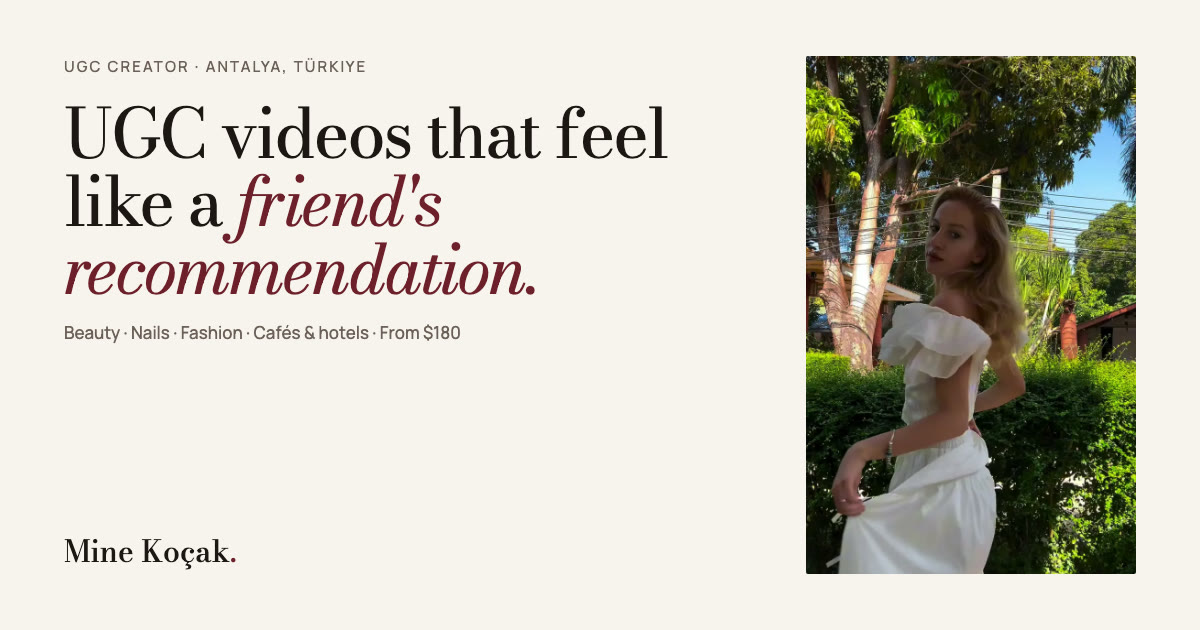 UGC CREATOR · ANTALYA, TÜRKIYE
UGC videos that feel
like a friend's
recommendation.
Beauty · Nails · Fashion · Cafés & hotels · From $180
Mine Koçak.